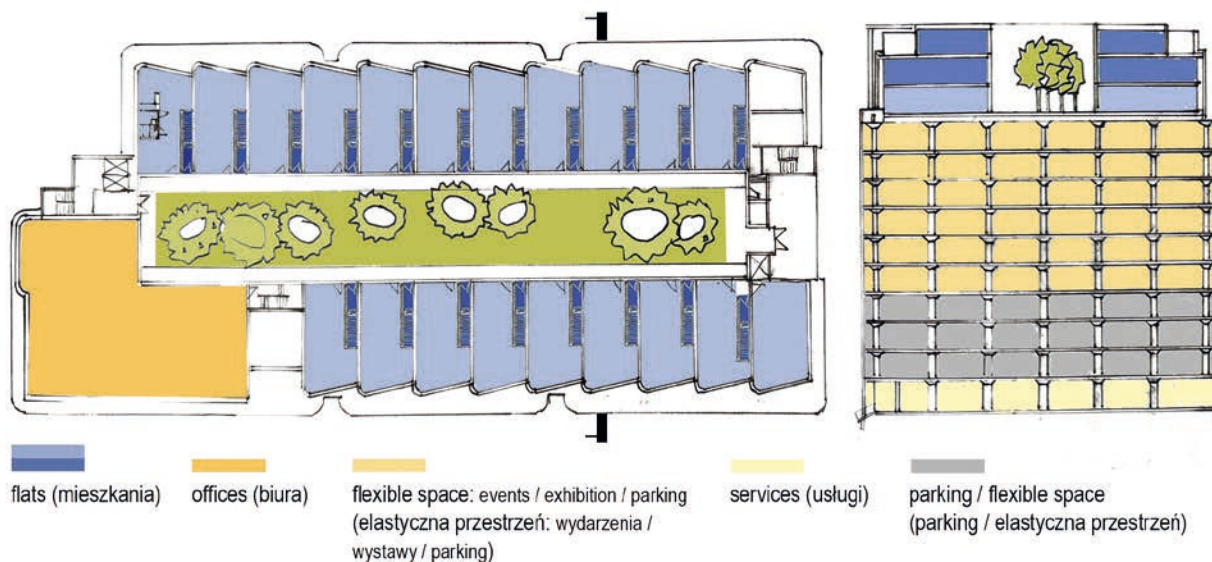 flats (mieszkania)
offices (biura)
flexible space: events / exhibition / parking
(elastyczna przestrzeń: wydarzenia /
wystawy / parking)
services (usługi)
parking / flexible space
(parking / elastyczna przestrzeń)